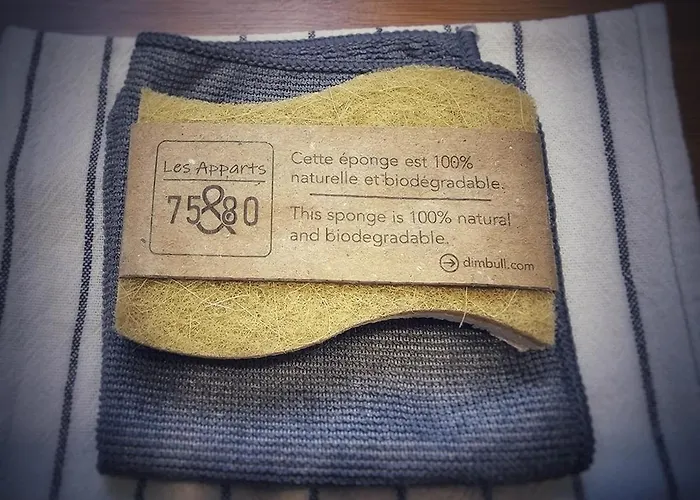 Les Apparts
75&80
Cette éponge est 100%
naturelle et biodégradable.
This sponge is 100% natural
and biodegradable.
dimbull.com